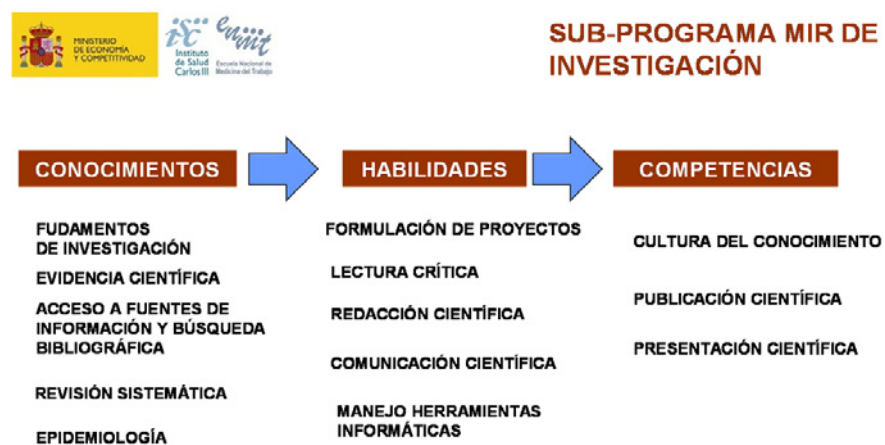 MINISTERIO
DE ECONOMÍA
Y COMPETITIVIDAD
isc
Instituto
de Salud
Carlos III
enmt
Escuela Nacional de
Medicina del Trabajo
SUB-PROGRAMA MIR DE
INVESTIGACIÓN
CONOCIMIENTOS
FUDAMENTOS
DE INVESTIGACIÓN
EVIDENCIA CIENTÍFICA
ACCESO A FUENTES DE
INFORMACIÓN Y BÚSQUEDA
BIBLIOGRÁFICA
REVISIÓN SISTEMÁTICA
EPIDEMIOLOGÍA
HABILIDADES
FORMULACIÓN DE PROYECTOS
LECTURA CRÍTICA
REDACCIÓN CIENTÍFICA
COMUNICACIÓN CIENTÍFICA
MANEJO HERRAMIENTAS
INFORMÁTICAS
COMPETENCIAS
CULTURA DEL CONOCIMIENTO
PUBLICACIÓN CIENTÍFICA
PRESENTACIÓN CIENTÍFICA